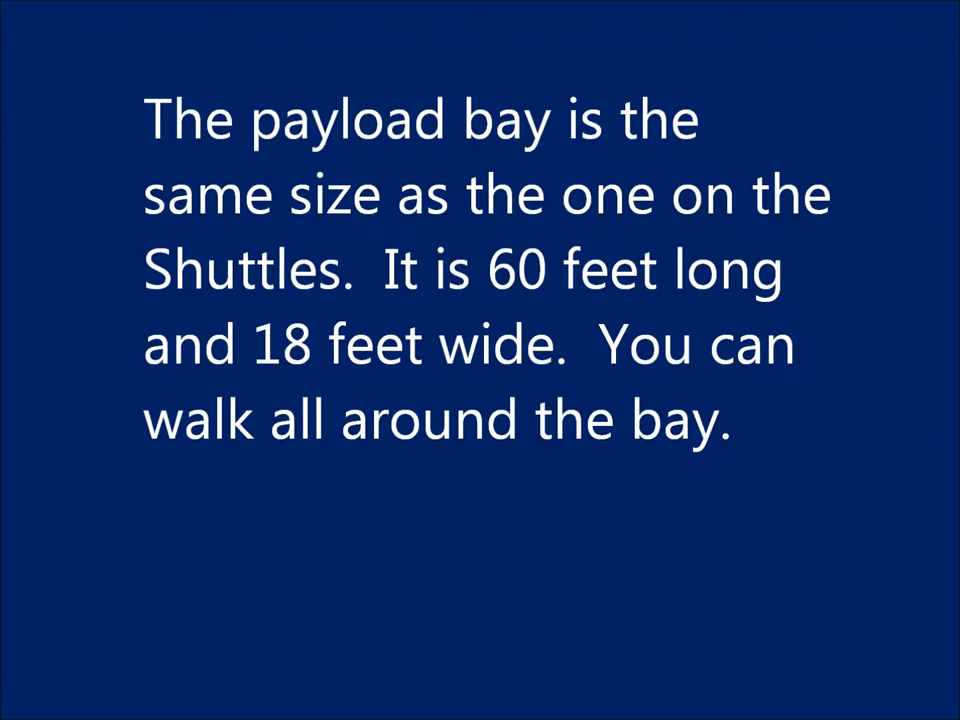 The payload bay is the
same size as the one on the
Shuttles.  It is 60 feet long
and 18 feet wide.  You can
walk all around the bay.